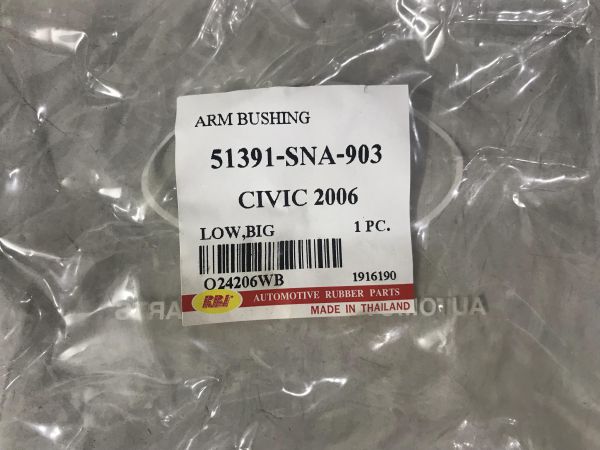 ARM BUSHING
51391-SNA-903
CIVIC 2006
LOW,BIG 1 PC.
O24206WB 1916190
RBI AUTOMOTIVE RUBBER PARTS
MADE IN THAILAND